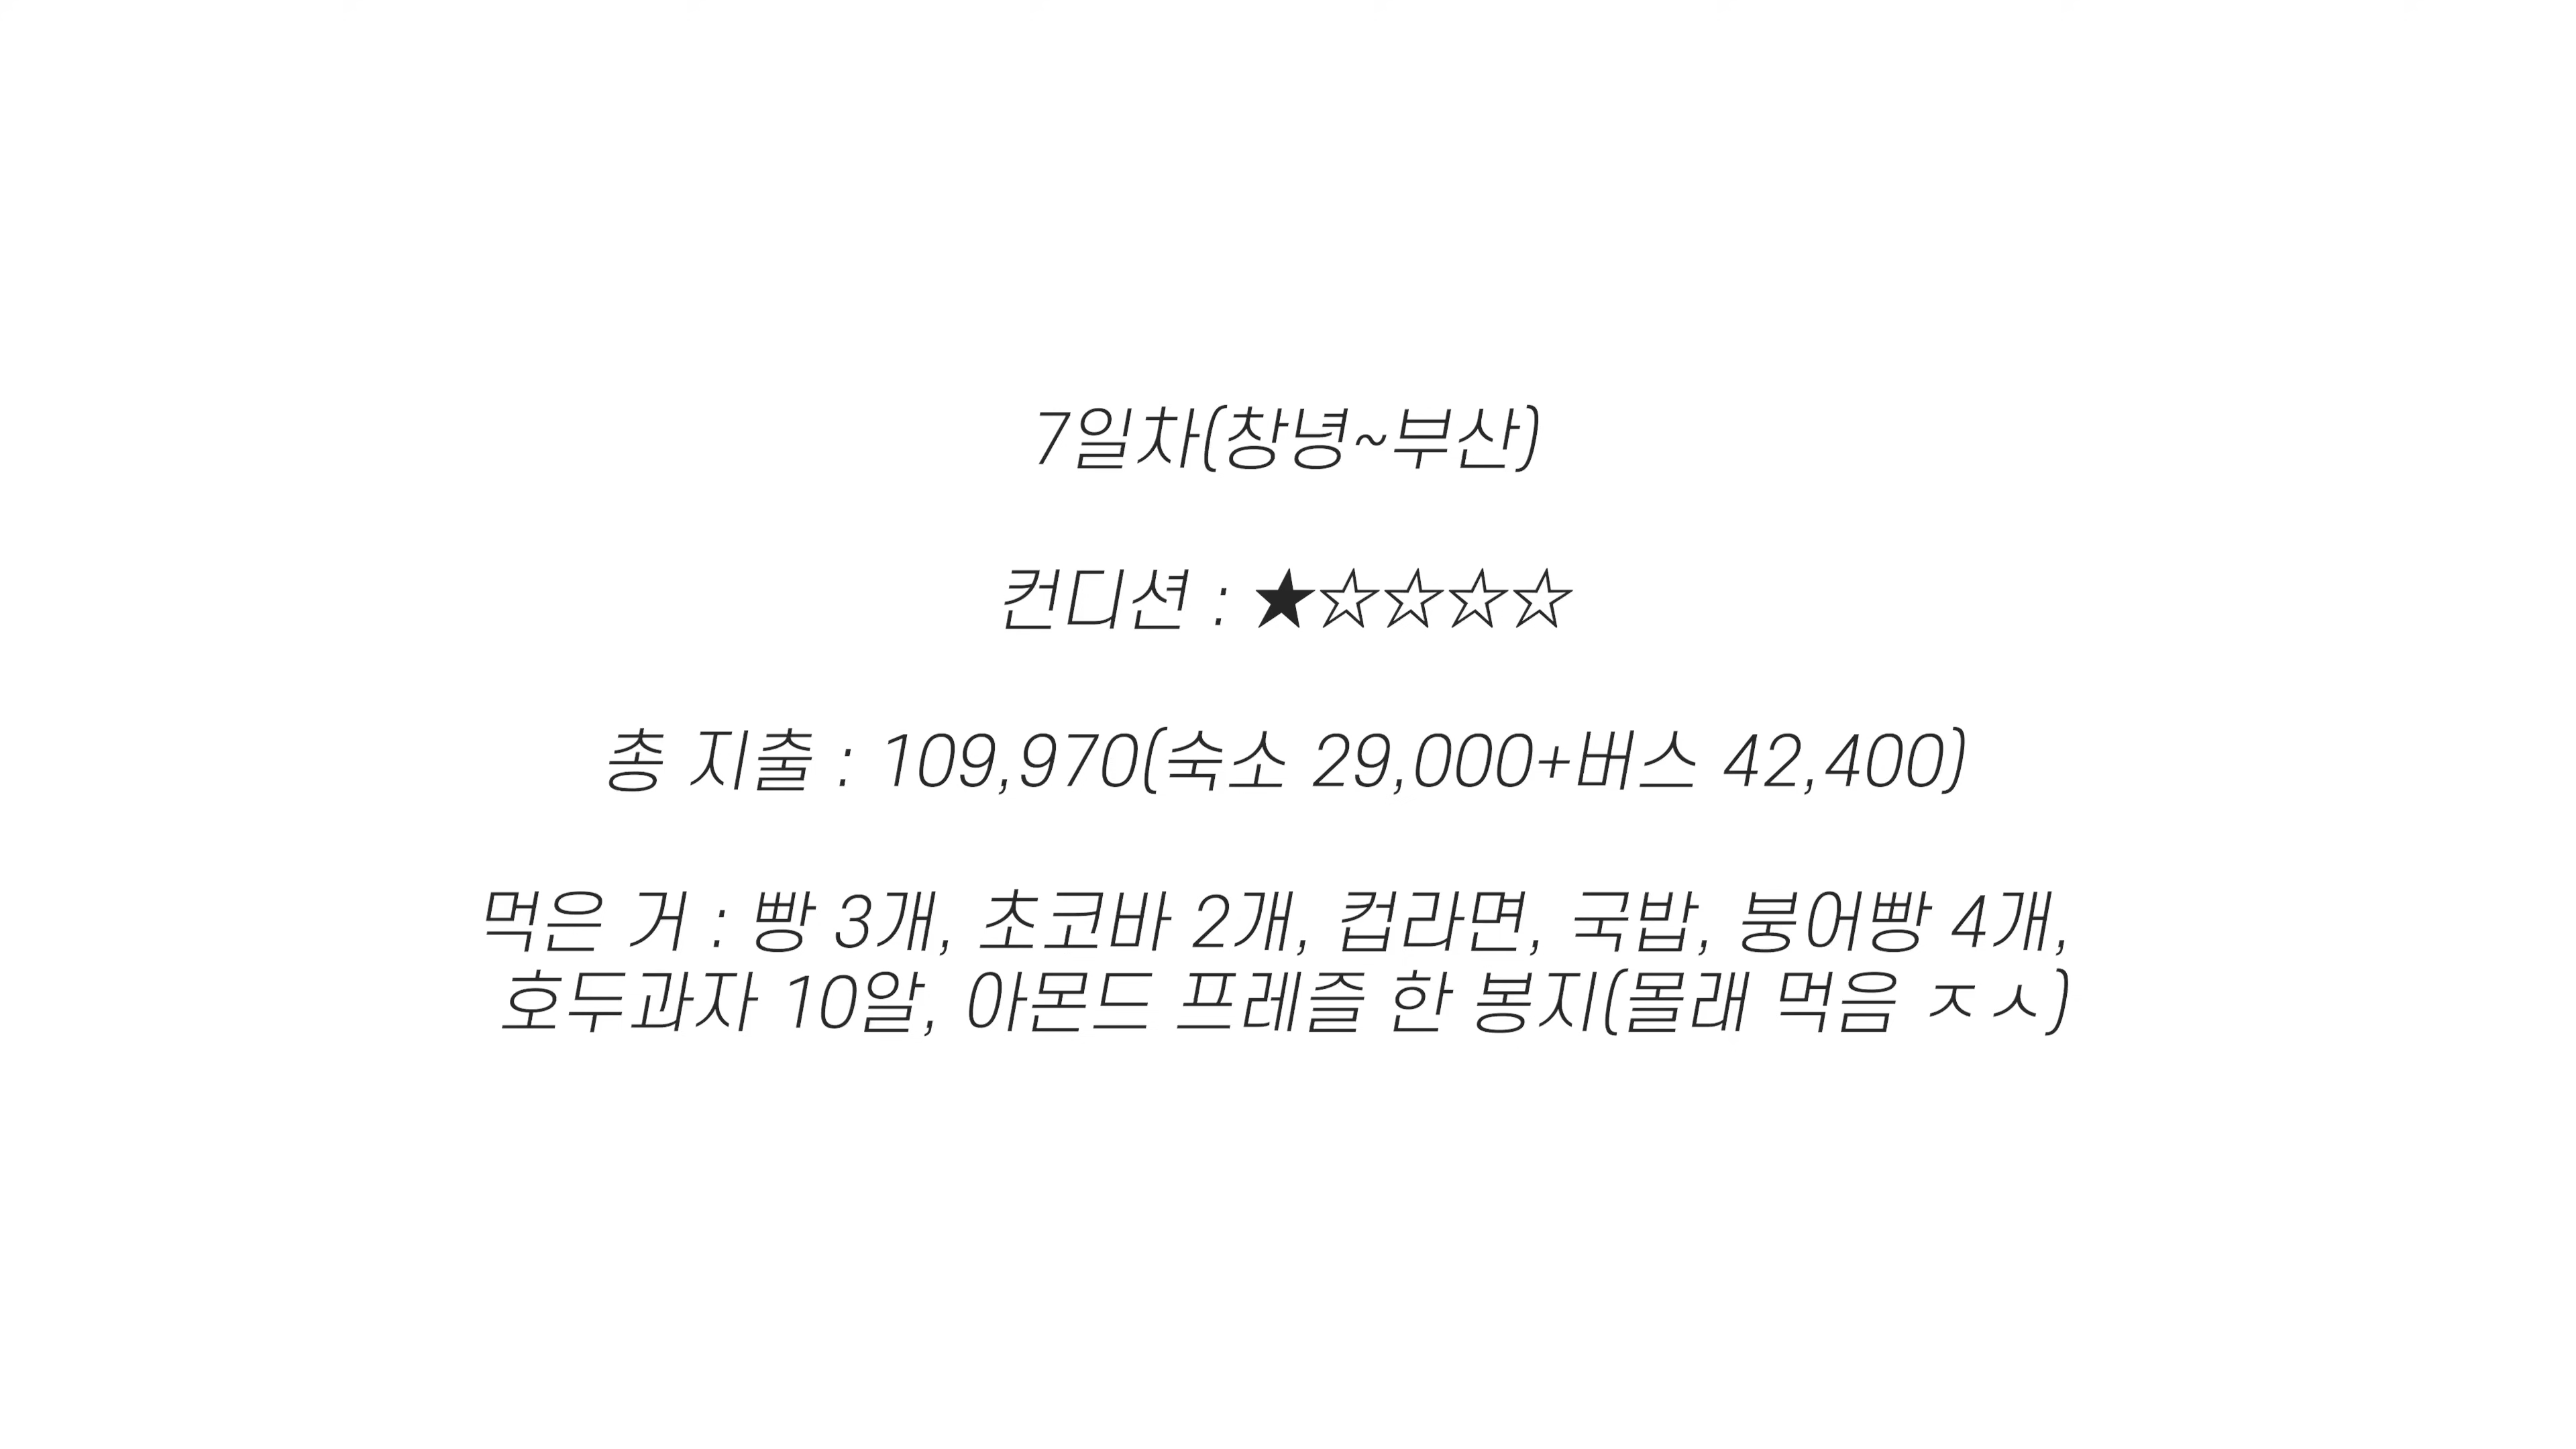 7일차(창녕~부산)
컨디션 : ★☆☆☆☆
총 지출 : 109,970(숙소 29,000+버스 42,400)
먹은 거 : 빵 3개, 초코바 2개, 컵라면, 국밥, 붕어빵 4개,
호두과자 10알, 아몬드 프레즐 한 봉지(몰래 먹음 ㅈㅅ)